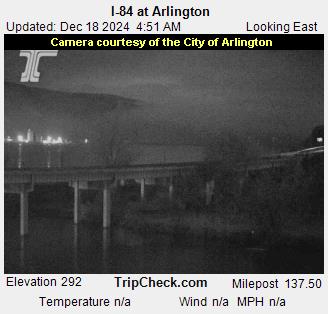 I-84 at Arlington
Updated: Dec 18 2024 4:51 AM Looking East
Camera courtesy of the City of Arlington
Elevation 292 TripCheck.com Milepost 137.50
Temperature n/a Wind n/a MPH n/a